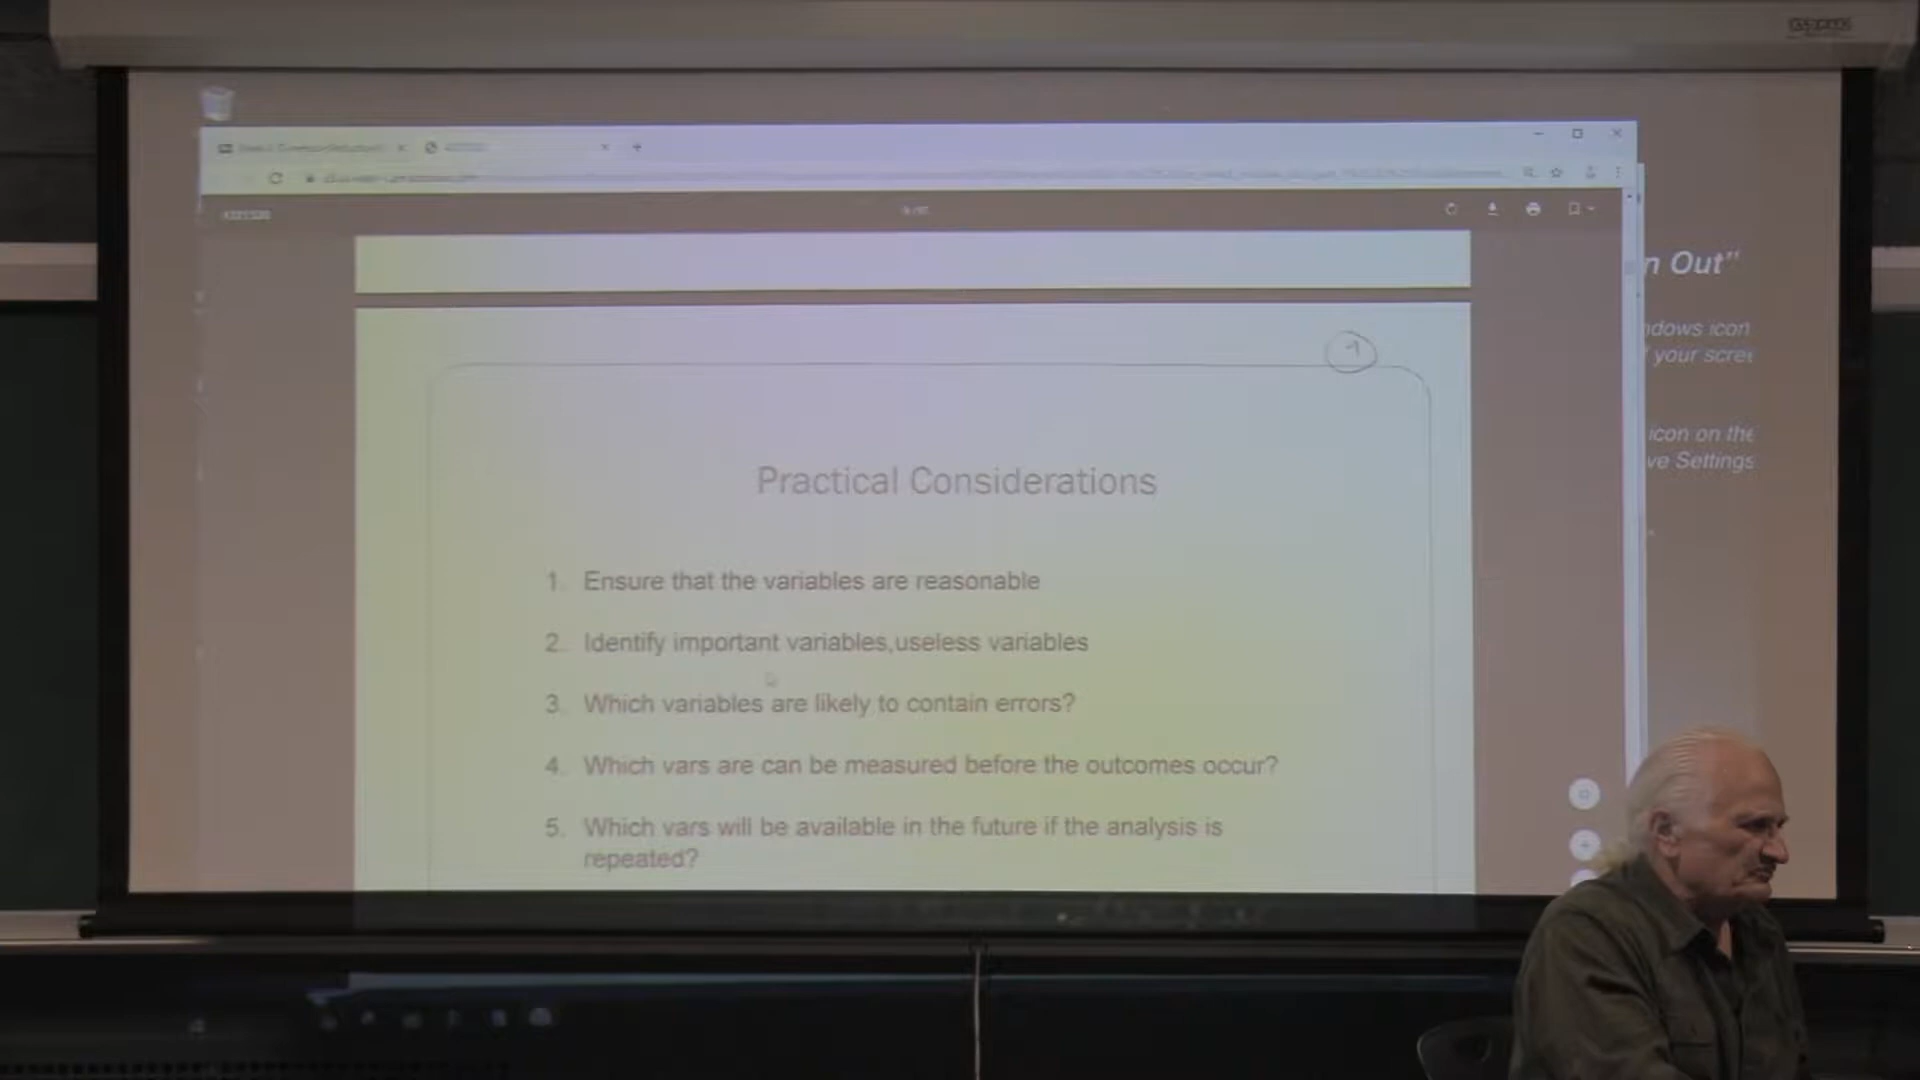 n Out"
ndows icon
f your scree
icon on the
ve Settings
Practical Considerations
1. Ensure that the variables are reasonable
2. Identify important variables,useless variables
3. Which variables are likely to contain errors?
4. Which vars are can be measured before the outcomes occur?
5. Which vars will be available in the future if the analysis is
repeated?